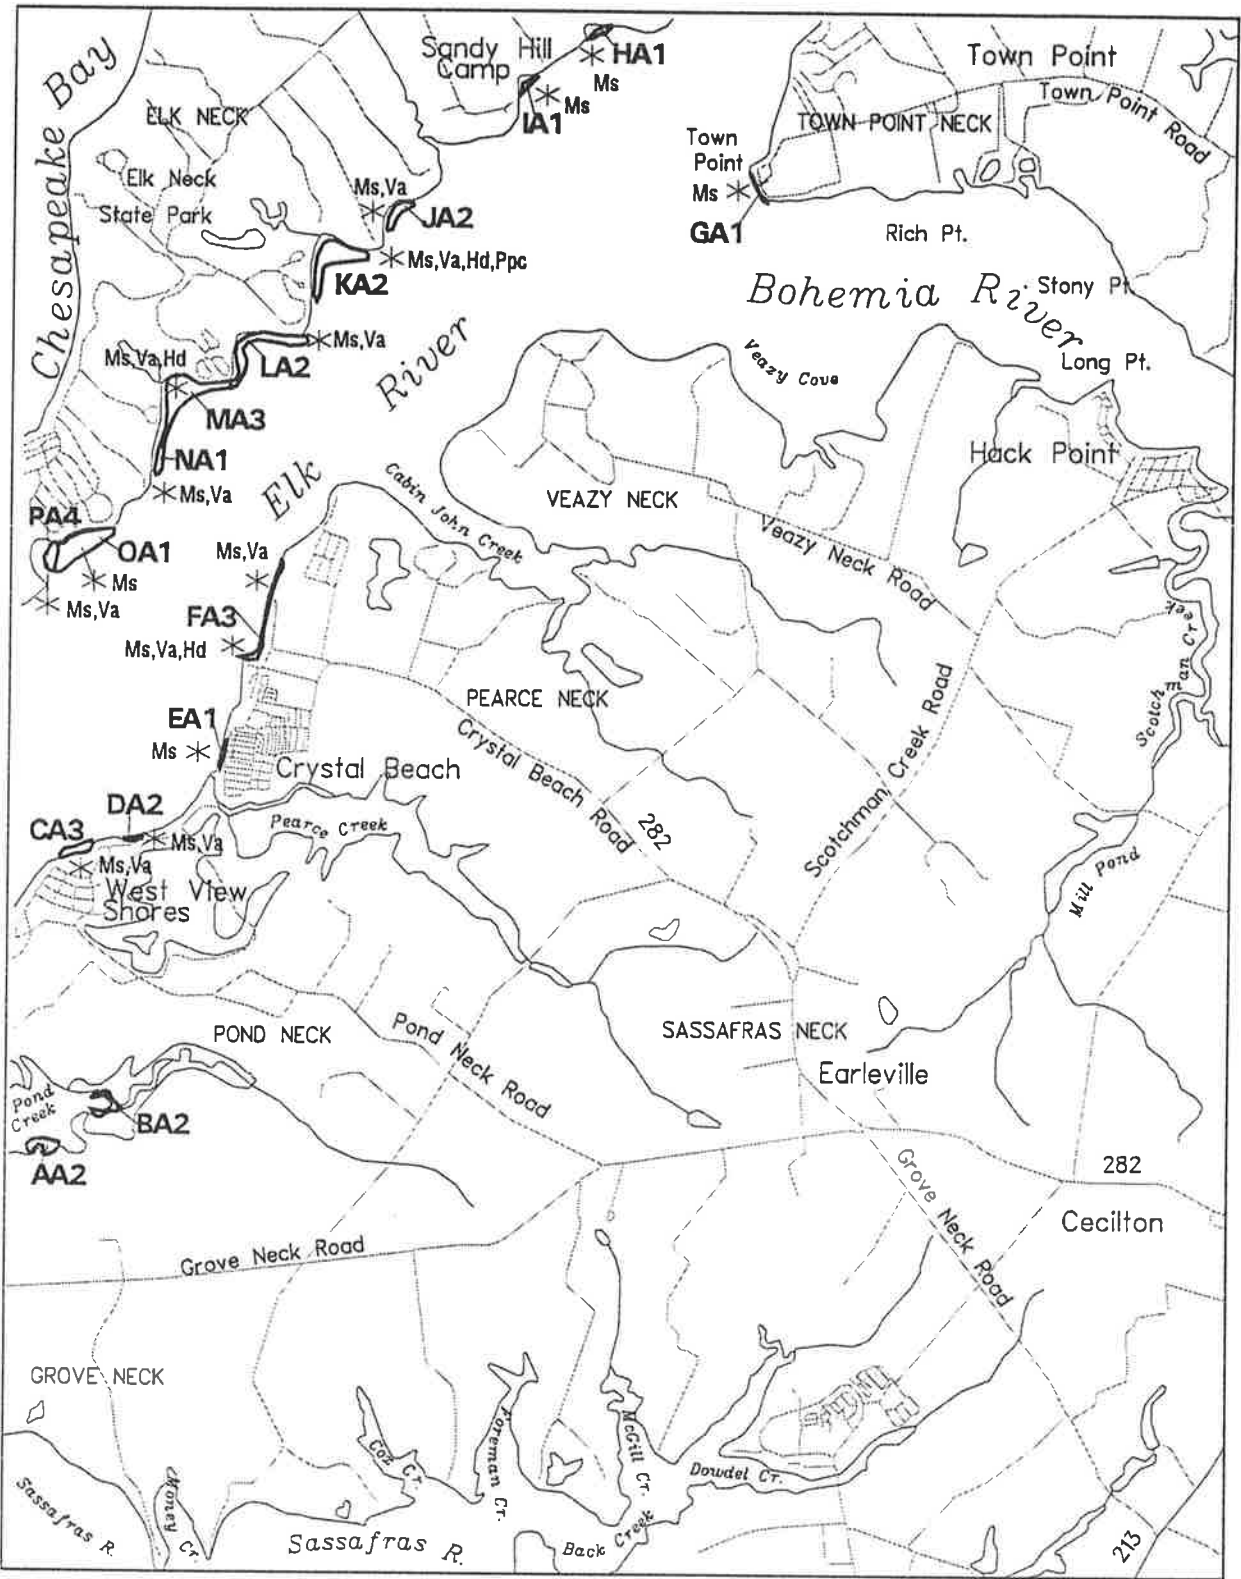 Sandy Hill
Camp
HA1
Ms
Ms
IA1
Town Point
Town Point Road
TOWN POINT NECK
Town
Point
Ms
GA1
Rich Pt.
Chesapeake Bay
ELK NECK
Elk Neck
State Park
Ms,Va
JA2
Ms,Va,Hd,Ppc
KA2
Bohemia River
Stony Pt.
Long Pt.
Ms,Va
LA2
Ms,Va,Hd
MA3
Elk River
Veazy Cove
Hack Point
NA1
Ms,Va
Cabin John Creek
VEAZY NECK
Veazy Neck Road
PA4
OA1
Ms
Ms,Va
Ms,Va
FA3
Ms,Va,Hd
Scotchman Creek
PEARCE NECK
EA1
Ms
Crystal Beach
Crystal Beach Road
282
Scotchman Creek Road
DA2
CA3
Ms,Va
Ms,Va
Pearce Creek
West View
Shores
Mill Pond
POND NECK
Pond Neck Road
SASSAFRAS NECK
Earleville
Pond
Creek
BA2
AA2
282
Cecilton
Grove Neck Road
Grove Neck Road
GROVE NECK
Sassafras R.
Money Cr.
Cox Cr.
Foreman Cr.
McGill Cr.
Dowdel Cr.
Back Creek
Sassafras R.
213